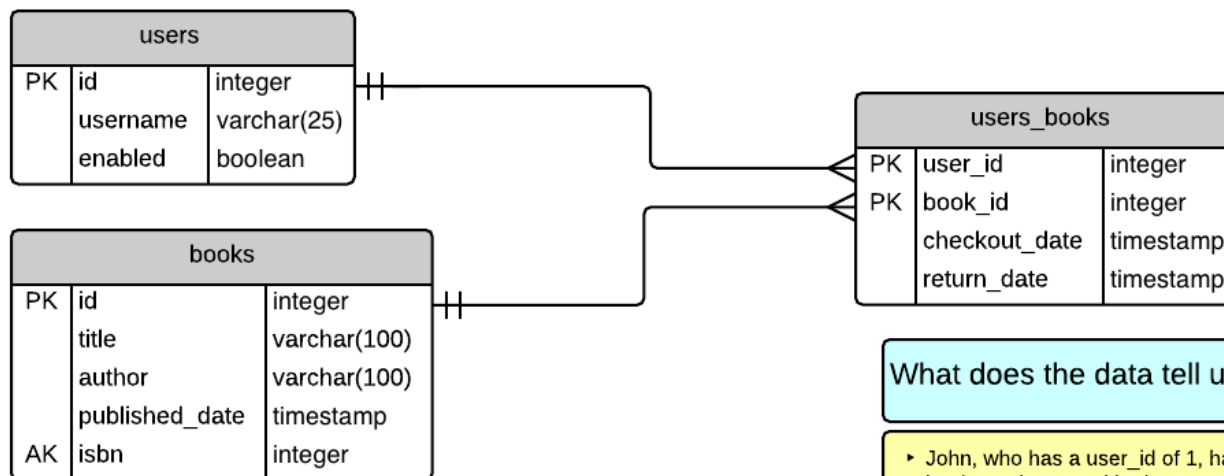 users
PK id integer
username varchar(25)
enabled boolean
books
PK id integer
title varchar(100)
author varchar(100)
published_date timestamp
AK isbn integer
users_books
PK user_id integer
PK book_id integer
checkout_date timestamp
return_date timestamp
What does the data tell u
‣ John, who has a user_id of 1, ha